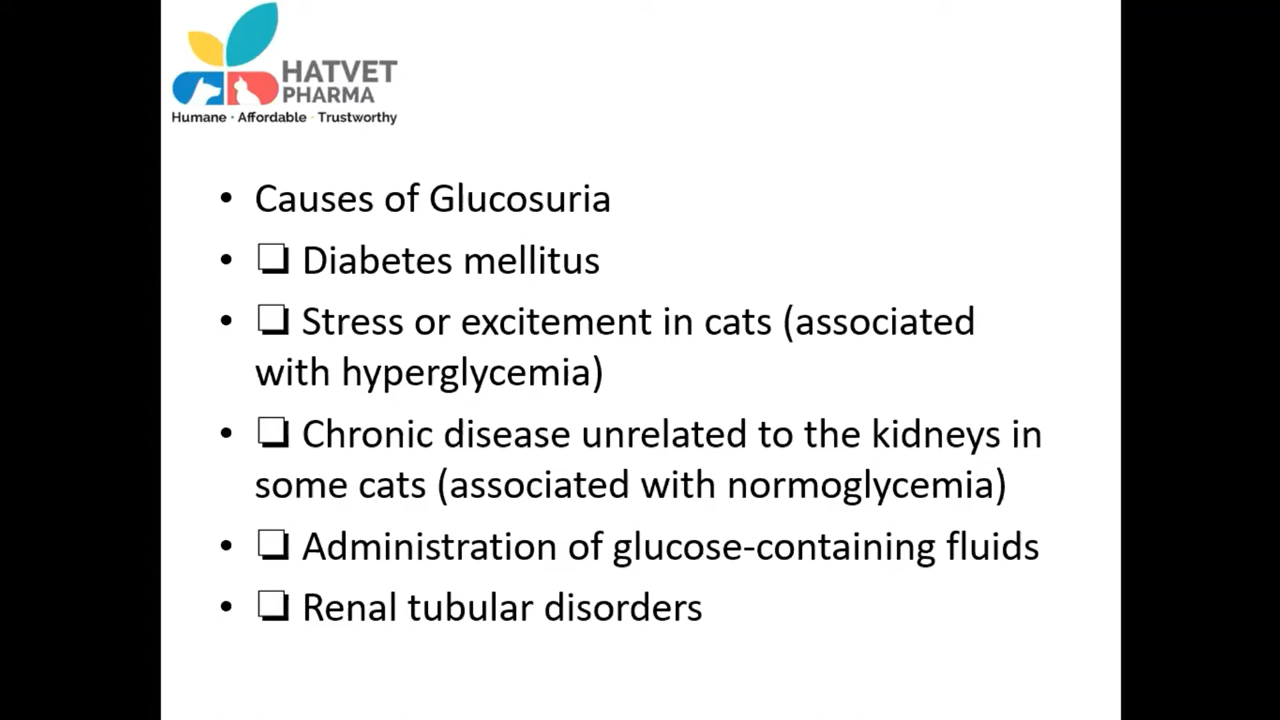 HATVET
PHARMA
Humane · Affordable · Trustworthy
• Causes of Glucosuria
• ❑ Diabetes mellitus
• ❑ Stress or excitement in cats (associated
with hyperglycemia)
• ❑ Chronic disease unrelated to the kidneys in
some cats (associated with normoglycemia)
• ❑ Administration of glucose-containing fluids
• ❑ Renal tubular disorders